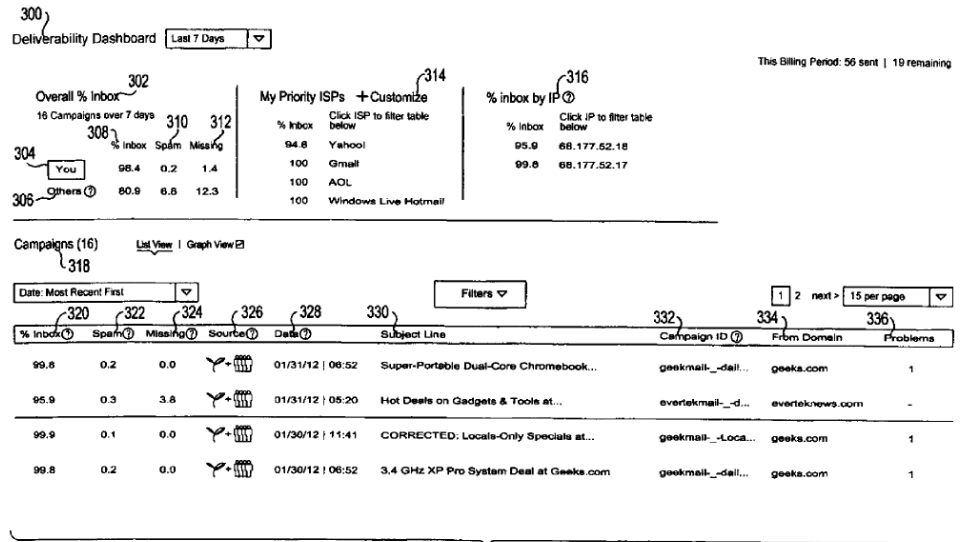 300
Deliverability Dashboard Last 7 Days
This Billing Period: 56 sent | 19 remaining
302
Overall % Inbox
16 Campaigns over 7 days
308 310 312
% Inbox Spam Missing
304 You 98.4 0.2 1.4
306 Others ? 80.9 6.8 12.3
314
My Priority ISPs +Customize
% Inbox Click ISP to filter table below
94.8 Yahoo!
100 Gmail
100 AOL
100 Windows Live Hotmail
316
% inbox by IP ?
% Inbox Click IP to filter table below
95.9 68.177.52.18
99.8 68.177.52.17
Campaigns (16) List View | Graph View
318
Date: Most Recent First Filters 1 2 next > 15 per page
320 322 324 326 328 330 332 334 336
% Inbox ? Spam ? Missing ? Source ? Date ? Subject Line Campaign ID ? From Domain Problems
99.8 0.2 0.0 + 01/31/12 | 06:52 Super-Portable Dual-Core Chromebook... geekmail-_-dail... geeks.com 1
95.9 0.3 3.8 + 01/31/12 | 05:20 Hot Deals on Gadgets & Tools at... evertekmail-_-d... everteknews.com -
99.9 0.1 0.0 + 01/30/12 | 11:41 CORRECTED: Locals-Only Specials at... geekmail-_-Loca... geeks.com 1
99.8 0.2 0.0 + 01/30/12 | 06:52 3.4 GHz XP Pro System Deal at Geeks.com geekmail-_-dail... geeks.com 1